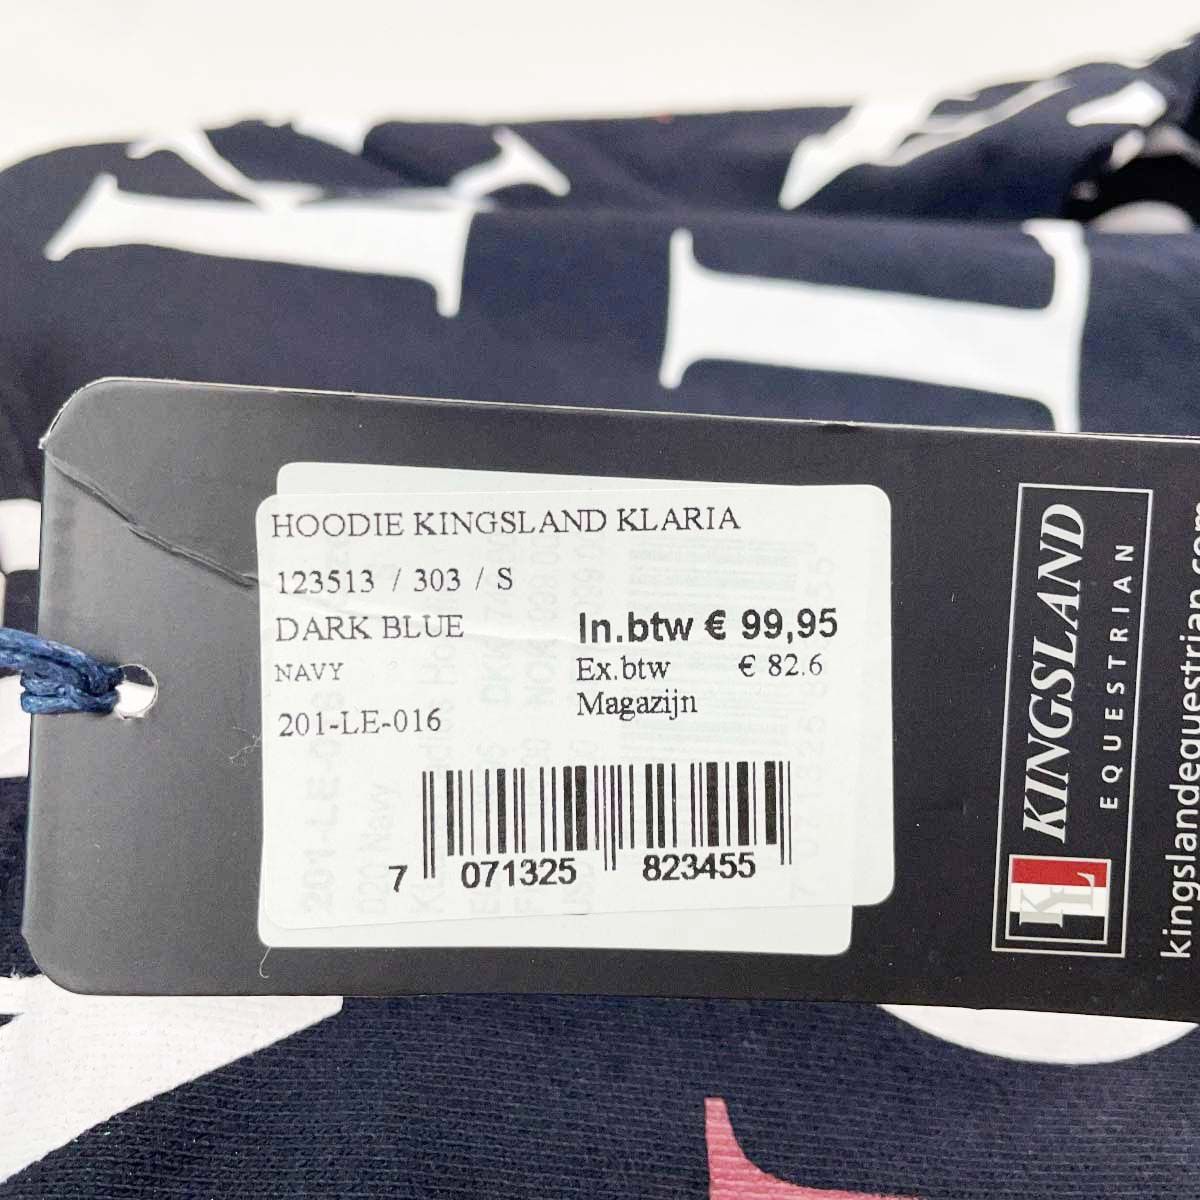 HOODIE KINGSLAND KLARIA
123513 / 303 / S
DARK BLUE
In.btw € 99,95
NAVY
Ex.btw € 82.6
201-LE-016
Magazijn
7 071325 823455
KINGSLAND
EQUESTRIAN
KL
kingslandequestrian.com